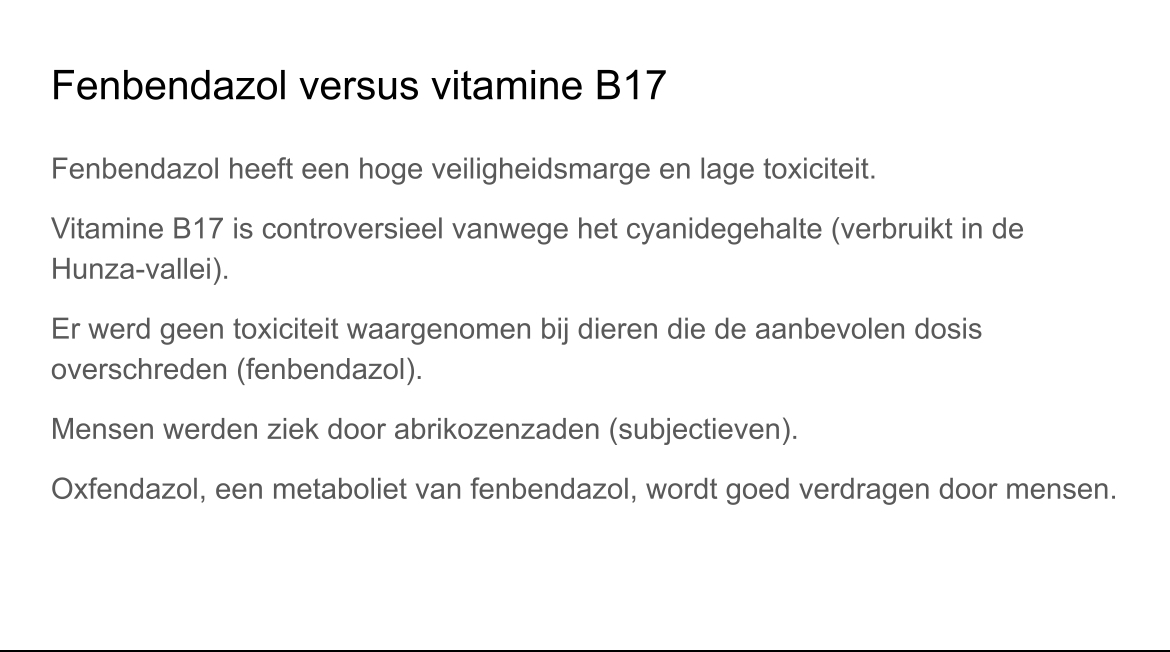 Fenbendazol versus vitamine B17
Fenbendazol heeft een hoge veiligheidsmarge en lage toxiciteit.
Vitamine B17 is controversieel vanwege het cyanidegehalte (verbruikt in de
Hunza-vallei).
Er werd geen toxiciteit waargenomen bij dieren die de aanbevolen dosis
overschreden (fenbendazol).
Mensen werden ziek door abrikozenzaden (subjectieven).
Oxfendazol, een metaboliet van fenbendazol, wordt goed verdragen door mensen.